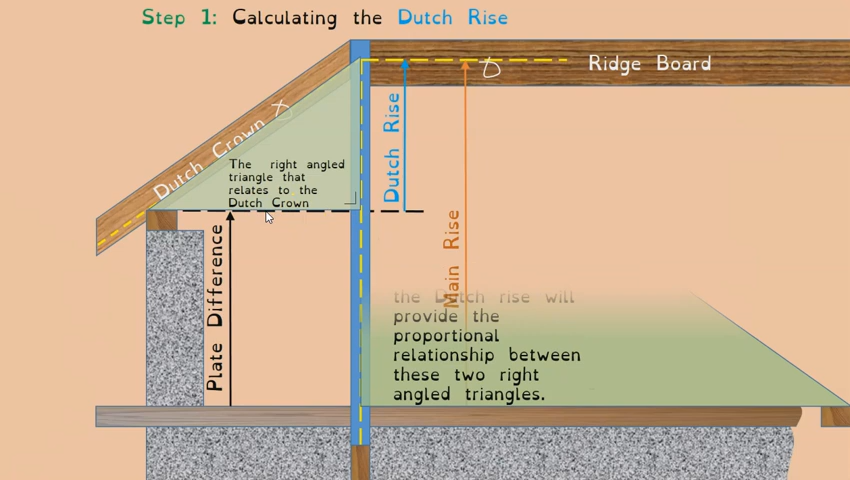 Step 1: Calculating the Dutch Rise
Ridge Board
Dutch Crown
Dutch Rise
The right angled
triangle that
relates to the
Dutch Crown
Plate Difference
Main Rise
the Dutch rise will
provide the
proportional
relationship between
these two right
angled triangles.